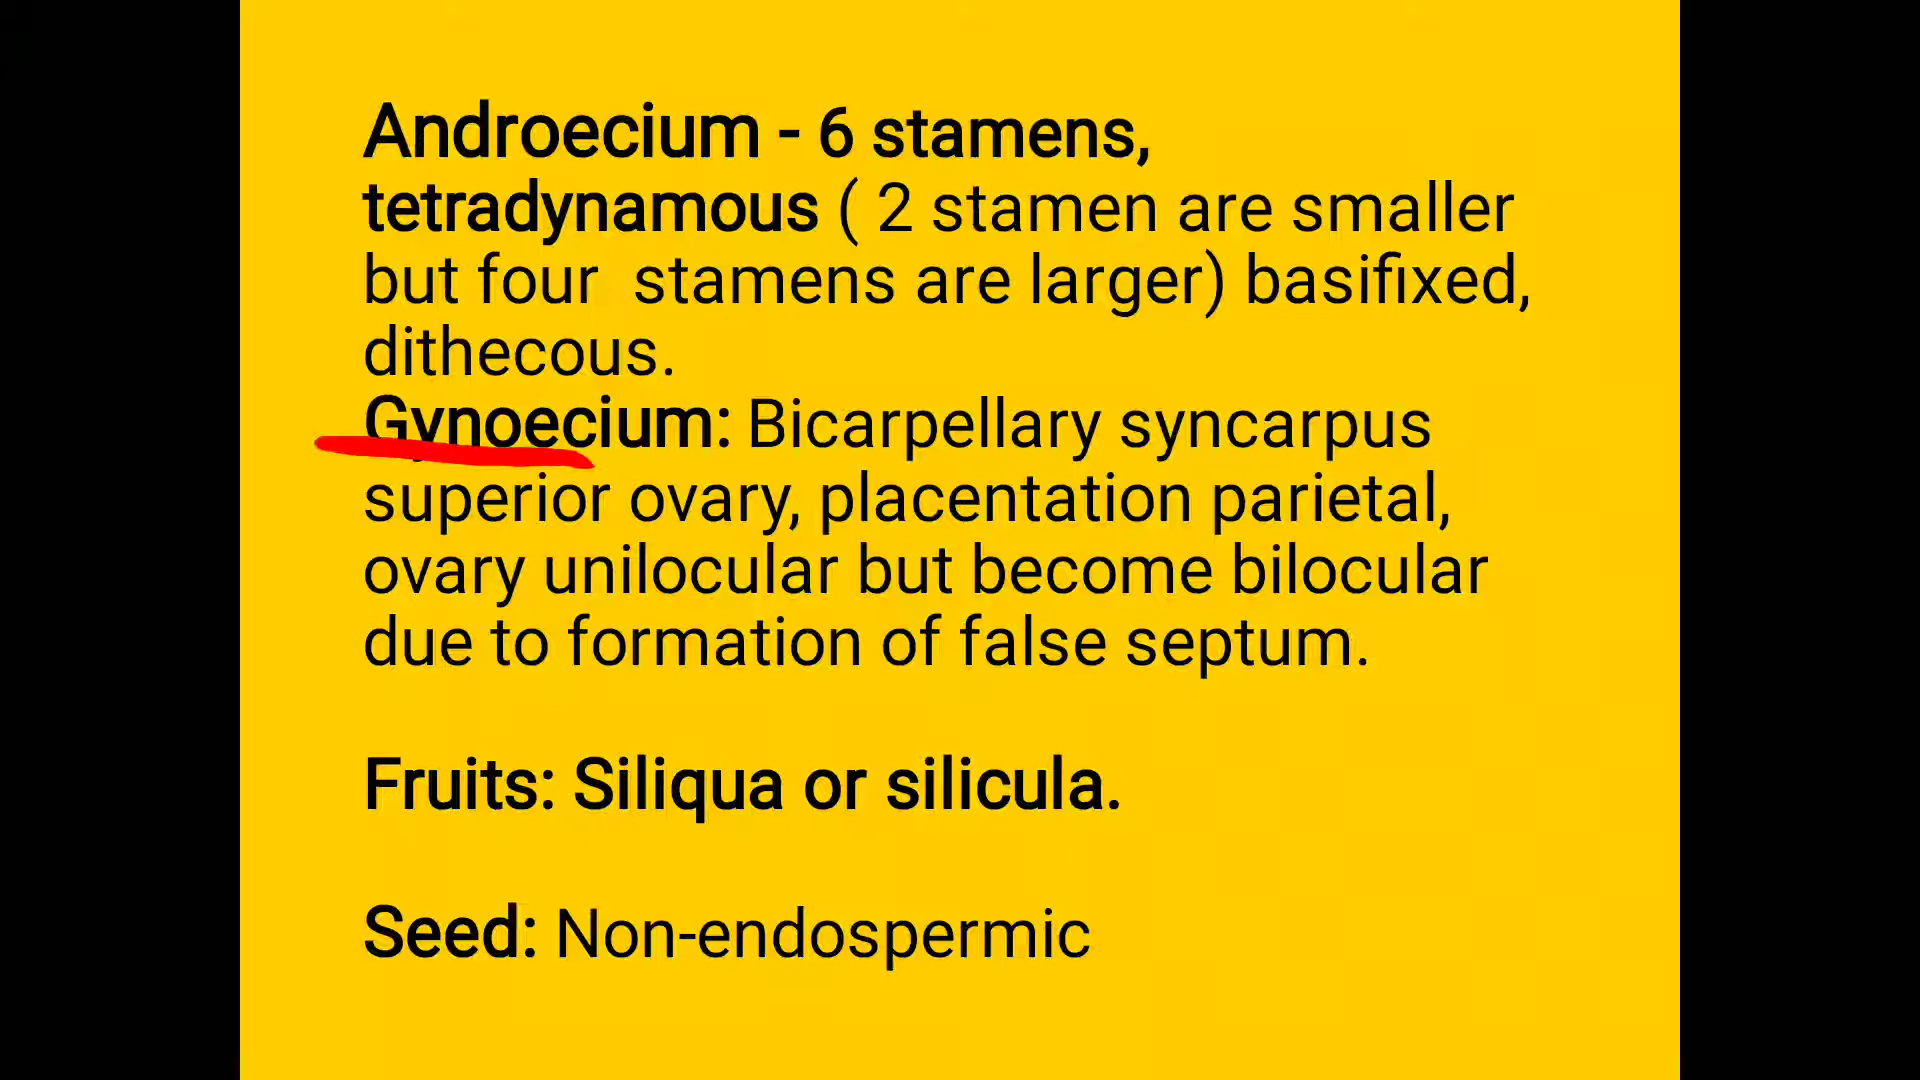 Androecium - 6 stamens,
tetradynamous ( 2 stamen are smaller
but four  stamens are larger) basifixed,
dithecous.
Gynoecium: Bicarpellary syncarpus
superior ovary, placentation parietal,
ovary unilocular but become bilocular
due to formation of false septum.
Fruits: Siliqua or silicula.
Seed: Non-endospermic